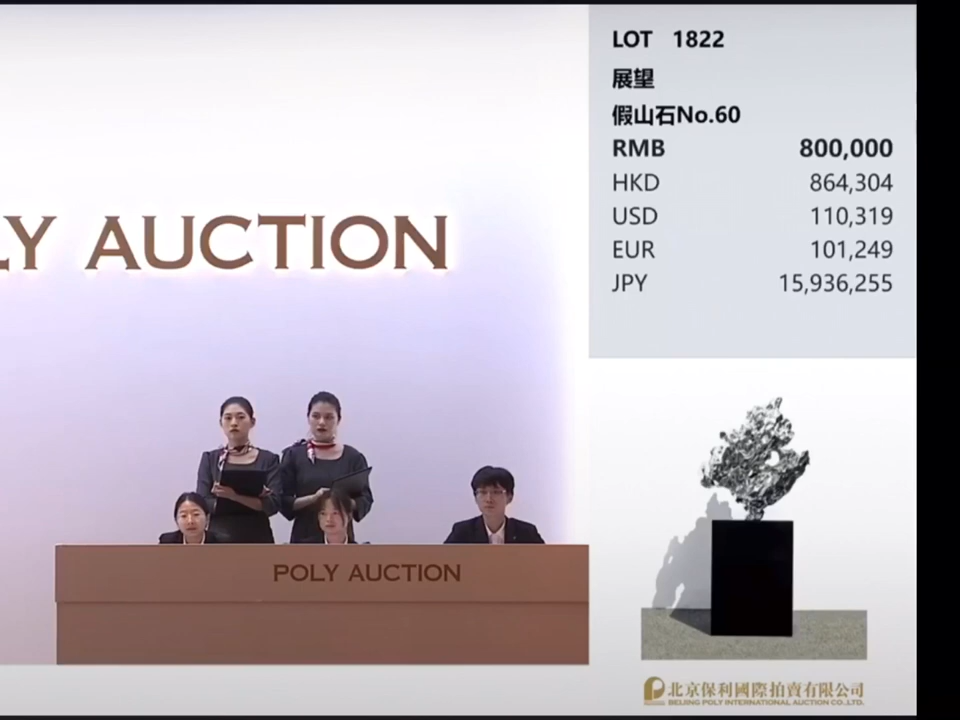 LY AUCTION
POLY AUCTION
LOT 1822
展望
假山石No.60
RMB 800,000
HKD 864,304
USD 110,319
EUR 101,249
JPY 15,936,255
北京保利國際拍賣有限公司
BEIJING POLY INTERNATIONAL AUCTION CO.,LTD.